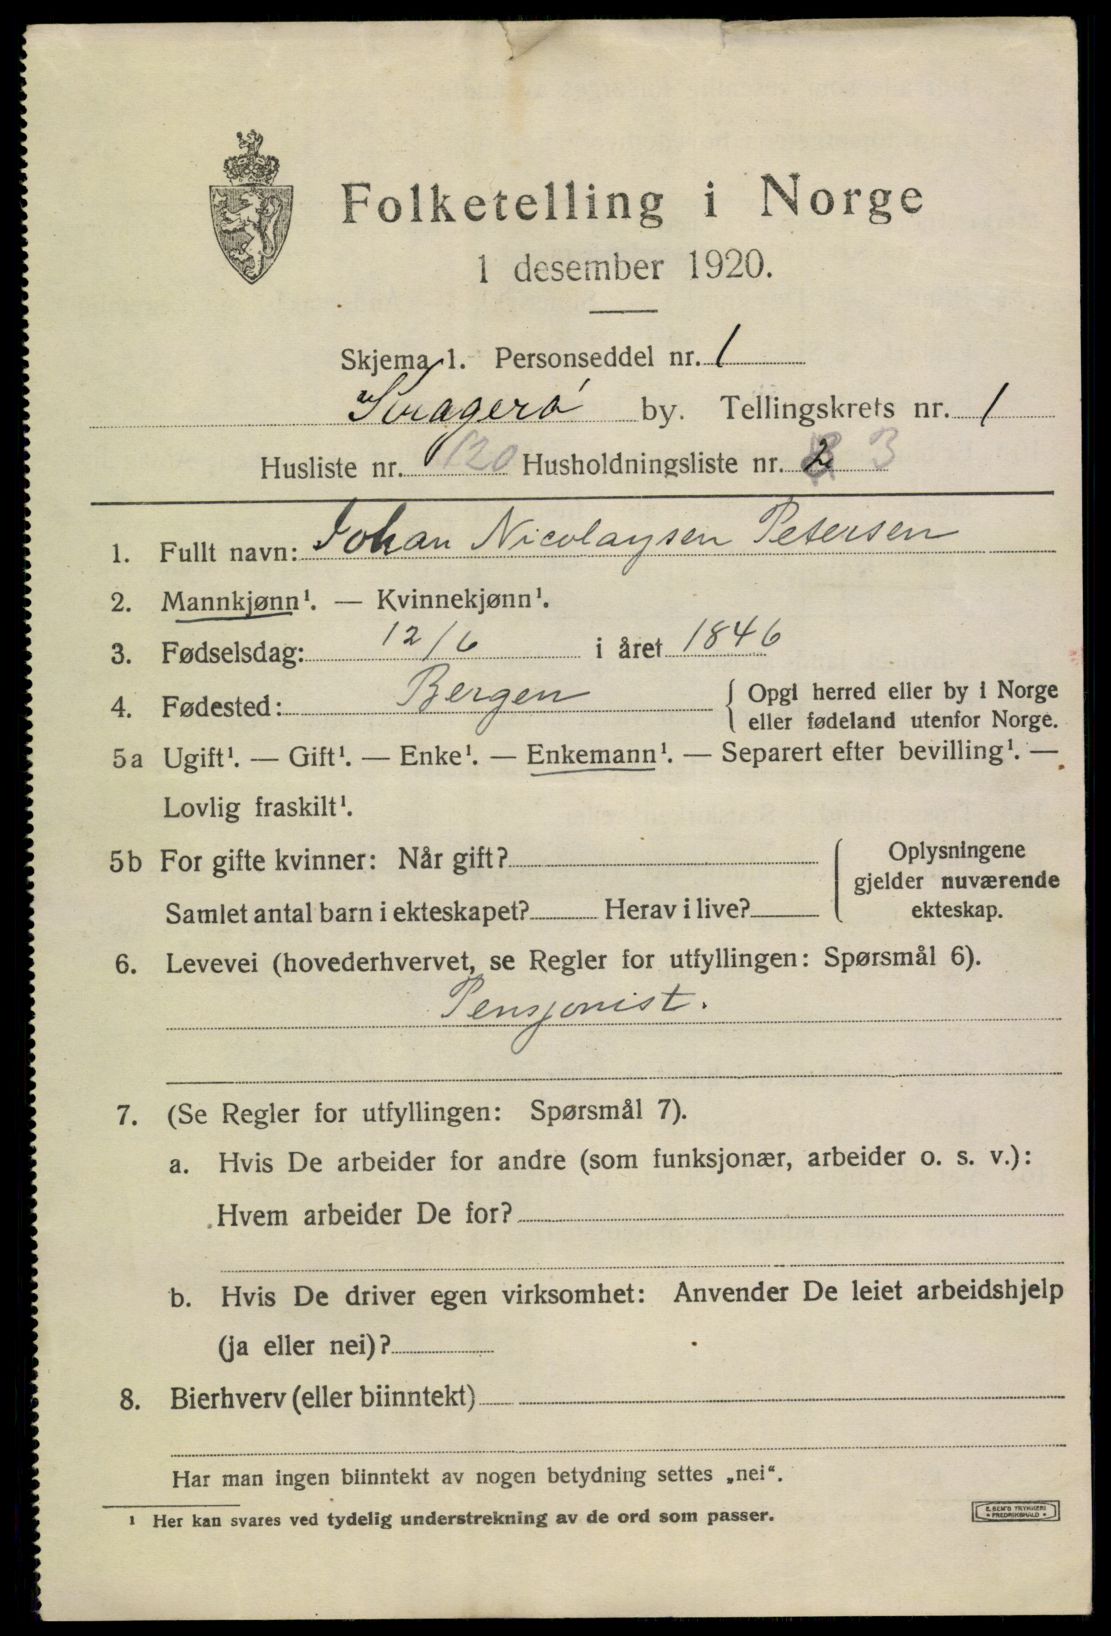 Folketelling i Norge
1 desember 1920.
Skjema 1. Personseddel nr. 1
Kragerø by. Tellingskrets nr. 1
Husliste nr. 120 Husholdningsliste nr. 2 3
1. Fullt navn: Johan Nicolaysen Petersen
2. Mannkjønn¹. — Kvinnekjønn¹.
3. Fødselsdag: 12/6 i året 1846
4. Fødested: Bergen { Opgi herred eller by i Norge
eller fødeland utenfor Norge.
5a Ugift¹. — Gift¹. — Enke¹. — Enkemann¹. — Separert efter bevilling¹. —
Lovlig fraskilt¹.
5b For gifte kvinner: Når gift?
Samlet antal barn i ekteskapet? Herav i live?
Oplysningene
gjelder nuværende
ekteskap.
6. Levevei (hovederhvervet, se Regler for utfyllingen: Spørsmål 6).
Pensjonist.
7. (Se Regler for utfyllingen: Spørsmål 7).
a. Hvis De arbeider for andre (som funksjonær, arbeider o. s. v.):
Hvem arbeider De for?
b. Hvis De driver egen virksomhet: Anvender De leiet arbeidshjelp
(ja eller nei)?
8. Bierhverv (eller biinntekt)
Har man ingen biinntekt av nogen betydning settes „nei“.
¹ Her kan svares ved tydelig understrekning av de ord som passer.
E. SEM'S TRYKKERI
FREDRIKSHALD